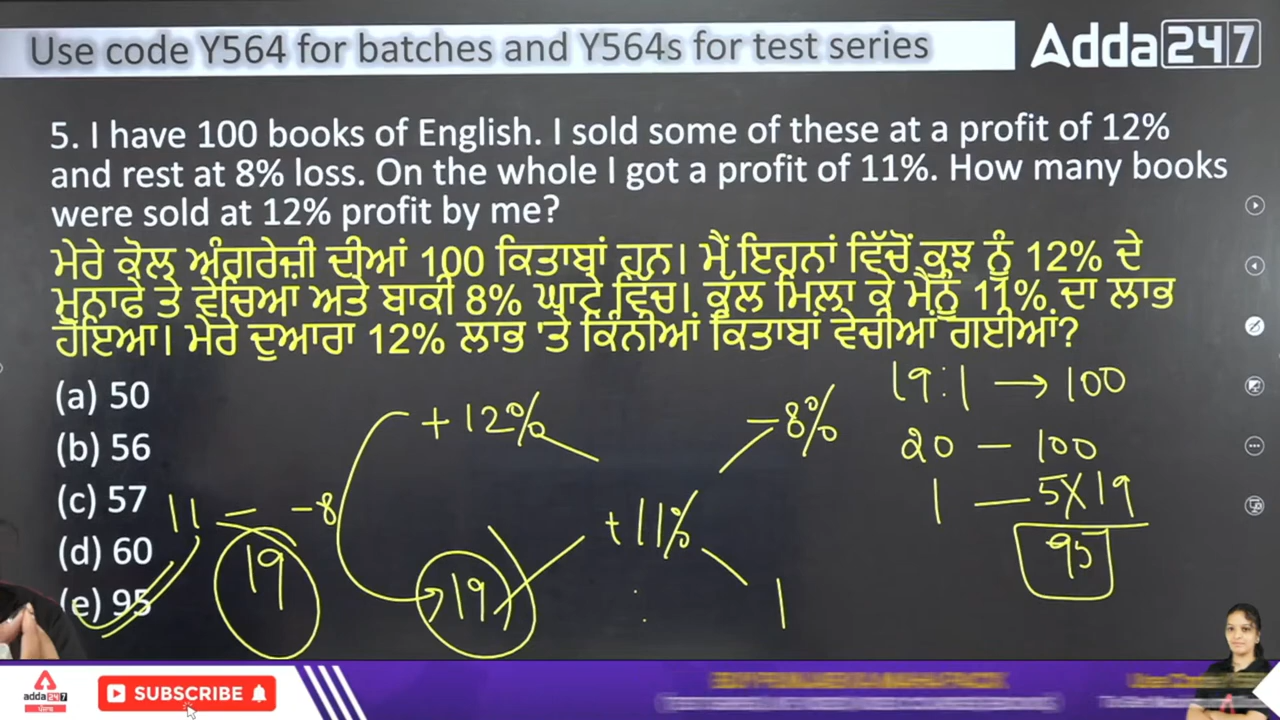 Use code Y564 for batches and Y564s for test series
Adda247
5. I have 100 books of English. I sold some of these at a profit of 12%
and rest at 8% loss. On the whole I got a profit of 11%. How many books
were sold at 12% profit by me?
ਮੇਰੇ ਕੋਲ ਅੰਗਰੇਜ਼ੀ ਦੀਆਂ 100 ਕਿਤਾਬਾਂ ਹਨ। ਮੈਂ ਇਹਨਾਂ ਵਿੱਚੋਂ ਕੁਝ ਨੂੰ 12% ਦੇ
ਮੁਨਾਫੇ ਤੇ ਵੇਚਿਆ ਅਤੇ ਬਾਕੀ 8% ਘਾਟੇ ਵਿਚ। ਕੁੱਲ ਮਿਲਾ ਕੇ ਮੈਨੂੰ 11% ਦਾ ਲਾਭ
ਹੋਇਆ। ਮੇਰੇ ਦੁਆਰਾ 12% ਲਾਭ 'ਤੇ ਕਿੰਨੀਆਂ ਕਿਤਾਬਾਂ ਵੇਚੀਆਂ ਗਈਆਂ?
(a) 50
(b) 56
(c) 57
(d) 60
(e) 95
+12%
-8%
+11%
19
1
11 - -8
19
19:1 → 100
20 - 100
1 - 5X19
95
adda247
ਪੰਜਾਬ
SUBSCRIBE